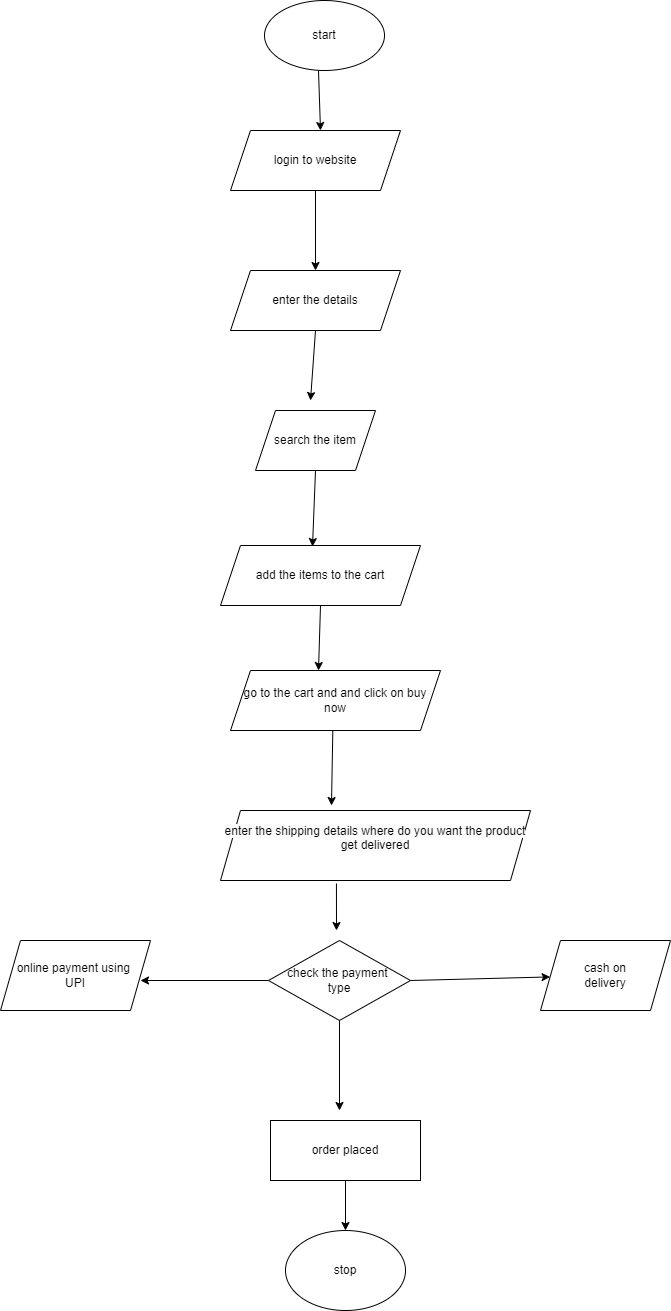 start
login to website
enter the details
search the item
add the items to the cart
go to the cart and and click on buy
now
enter the shipping details where do you want the product
get delivered
online payment using
UPI
check the payment
type
cash on
delivery
order placed
stop